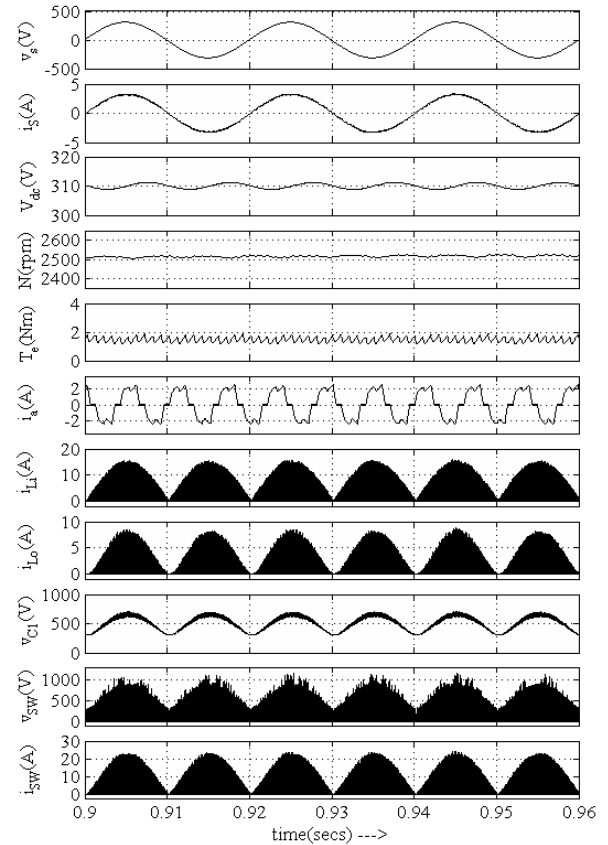 500
0
-500
v_s(V)
5
0
-5
i_S(A)
320
310
300
V_dc(V)
2600
2500
2400
N(rpm)
4
2
0
T_e(Nm)
2
0
-2
i_a(A)
20
10
0
i_Li(A)
10
5
0
i_Lo(A)
1000
500
0
v_C1(V)
1000
500
0
v_SW(V)
30
20
10
0
i_SW(A)
0.9 0.91 0.92 0.93 0.94 0.95 0.96
time(secs) --->